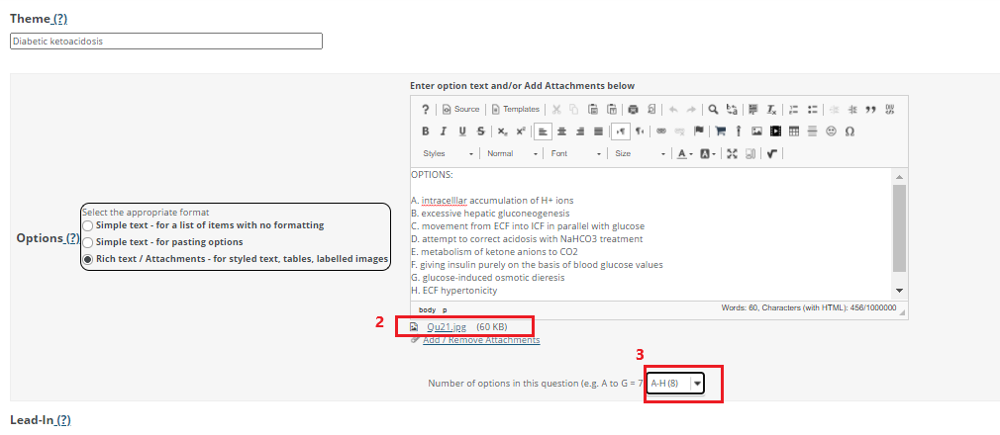 Theme (?)
Diabetic ketoacidosis
Enter option text and/or Add Attachments below
? Source Templates
B I U S x₂ x²
Styles Normal Font Size A A
OPTIONS:
A. intracelllar accumulation of H+ ions
B. excessive hepatic gluconeogenesis
C. movement from ECF into ICF in parallel with glucose
D. attempt to correct acidosis with NaHCO3 treatment
E. metabolism of ketone anions to CO2
F. giving insulin purely on the basis of blood glucose values
G. glucose-induced osmotic dieresis
H. ECF hypertonicity
Options (?)
Select the appropriate format
Simple text - for a list of items with no formatting
Simple text - for pasting options
Rich text / Attachments - for styled text, tables, labelled images
body p Words: 60, Characters (with HTML): 456/1000000
2 Qu21.jpg (60 KB)
Add / Remove Attachments
3
Number of options in this question (e.g. A to G = 7 A-H (8)
Lead-In (?)